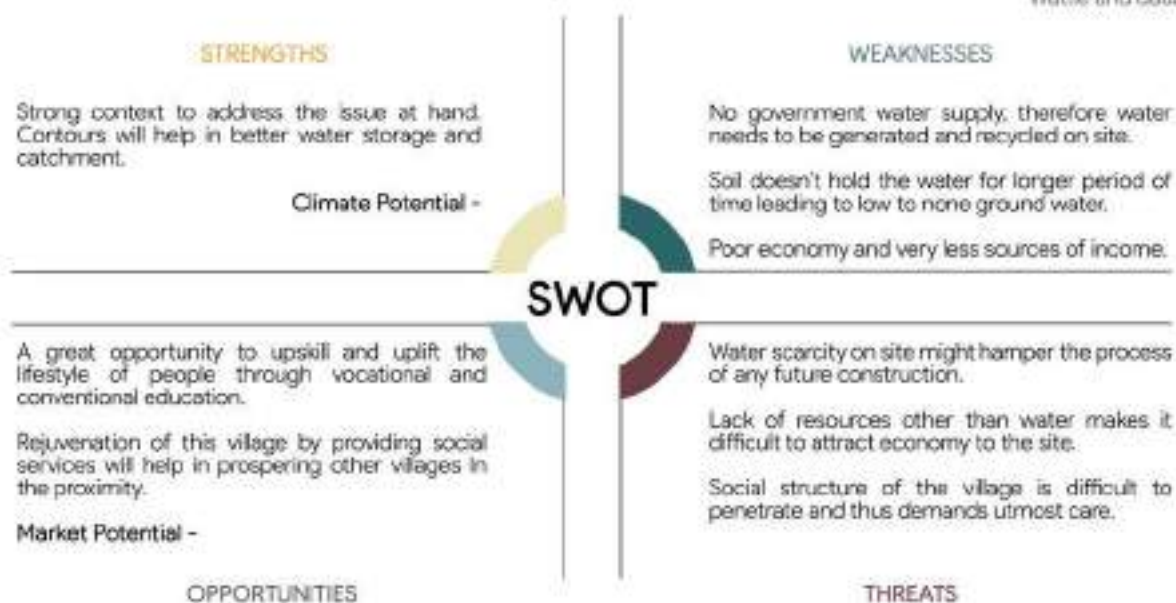 STRENGTHS
Strong context to address the issue at hand.
Contours will help in better water storage and
catchment.
Climate Potential -
WEAKNESSES
No government water supply, therefore water
needs to be generated and recycled on site.
Soil doesn't hold the water for longer period of
time leading to low to none ground water.
Poor economy and very less sources of income.
SWOT
A great opportunity to upskill and uplift the
lifestyle of people through vocational and
conventional education.
Rejuvenation of this village by providing social
services will help in prospering other villages in
the proximity.
Market Potential -
OPPORTUNITIES
Water scarcity on site might hamper the process
of any future construction.
Lack of resources other than water makes it
difficult to attract economy to the site.
Social structure of the village is difficult to
penetrate and thus demands utmost care.
THREATS